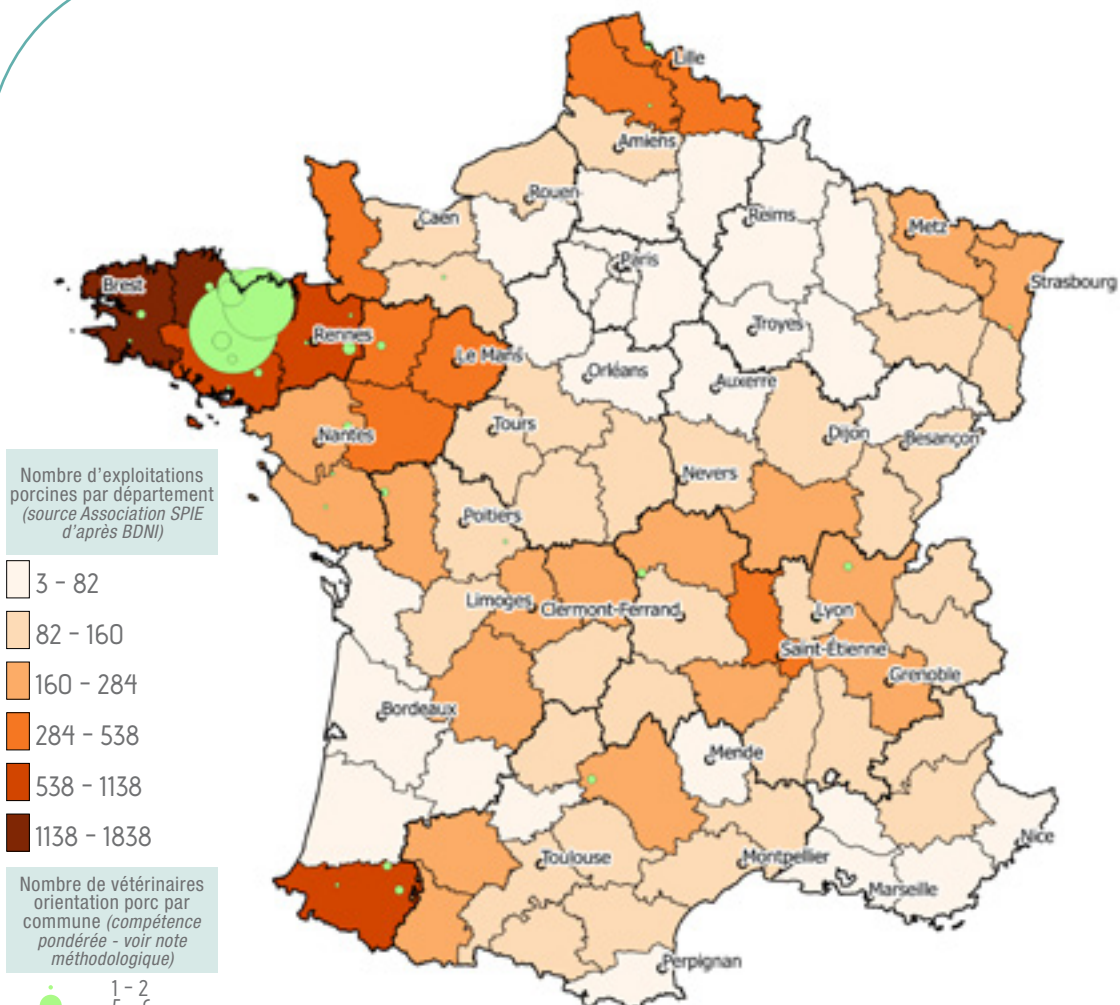 Lille
Amiens
Rouen
Caen
Reims
Metz
Paris
Strasbourg
Brest
Rennes
Troyes
Le Mans
Orléans
Auxerre
Tours
Nantes
Dijon
Besançon
Nevers
Poitiers
Limoges
Clermont-Ferrand
Lyon
Saint-Étienne
Grenoble
Bordeaux
Mende
Nice
Toulouse
Montpellier
Marseille
Perpignan
Nombre d'exploitations
porcines par département
(source Association SPIE
d'après BDNI)
3 - 82
82 - 160
160 - 284
284 - 538
538 - 1138
1138 - 1838
Nombre de vétérinaires
orientation porc par
commune (compétence
pondérée - voir note
méthodologique)
1 - 2